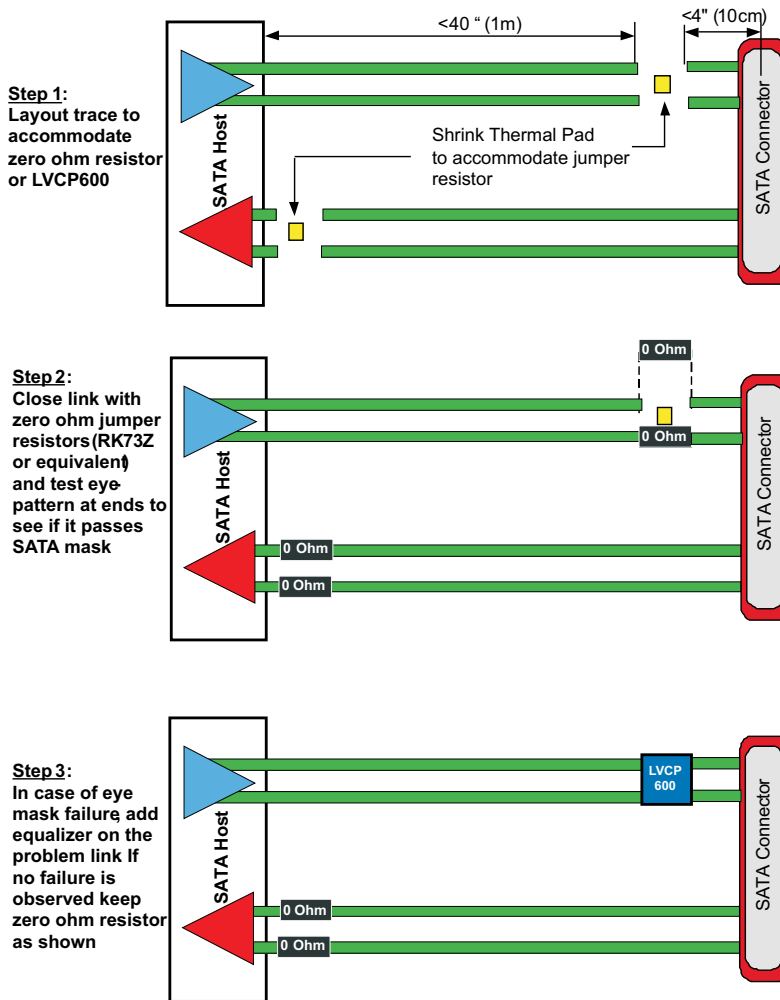 <40 “ (1m)
<4" (10cm)
Step 1:
Layout trace to
accommodate
zero ohm resistor
or LVCP600
SATA Host
Shrink Thermal Pad
to accommodate jumper
resistor
SATA Connector
Step 2:
Close link with
zero ohm jumper
resistors(RK73Z
or equivalent)
and test eye-
pattern at ends to
see if it passes
SATA mask
SATA Host
0 Ohm
0 Ohm
0 Ohm
0 Ohm
SATA Connector
Step 3:
In case of eye
mask failure, add
equalizer on the
problem link If
no failure is
observed keep
zero ohm resistor
as shown
SATA Host
LVCP
600
0 Ohm
0 Ohm
SATA Connector